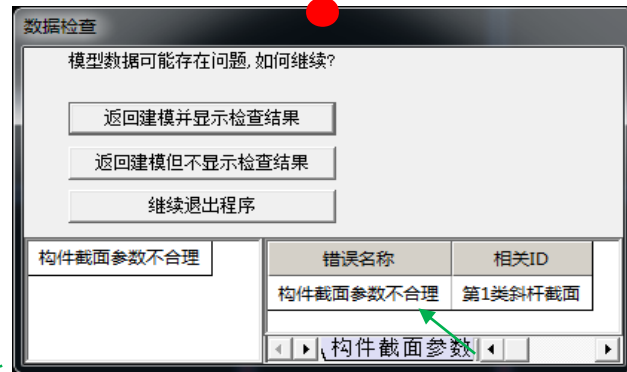 数据检查
模型数据可能存在问题,如何继续?
返回建模并显示检查结果
返回建模但不显示检查结果
继续退出程序
构件截面参数不合理
错误名称 相关ID
构件截面参数不合理 第1类斜杆截面
构件截面参数